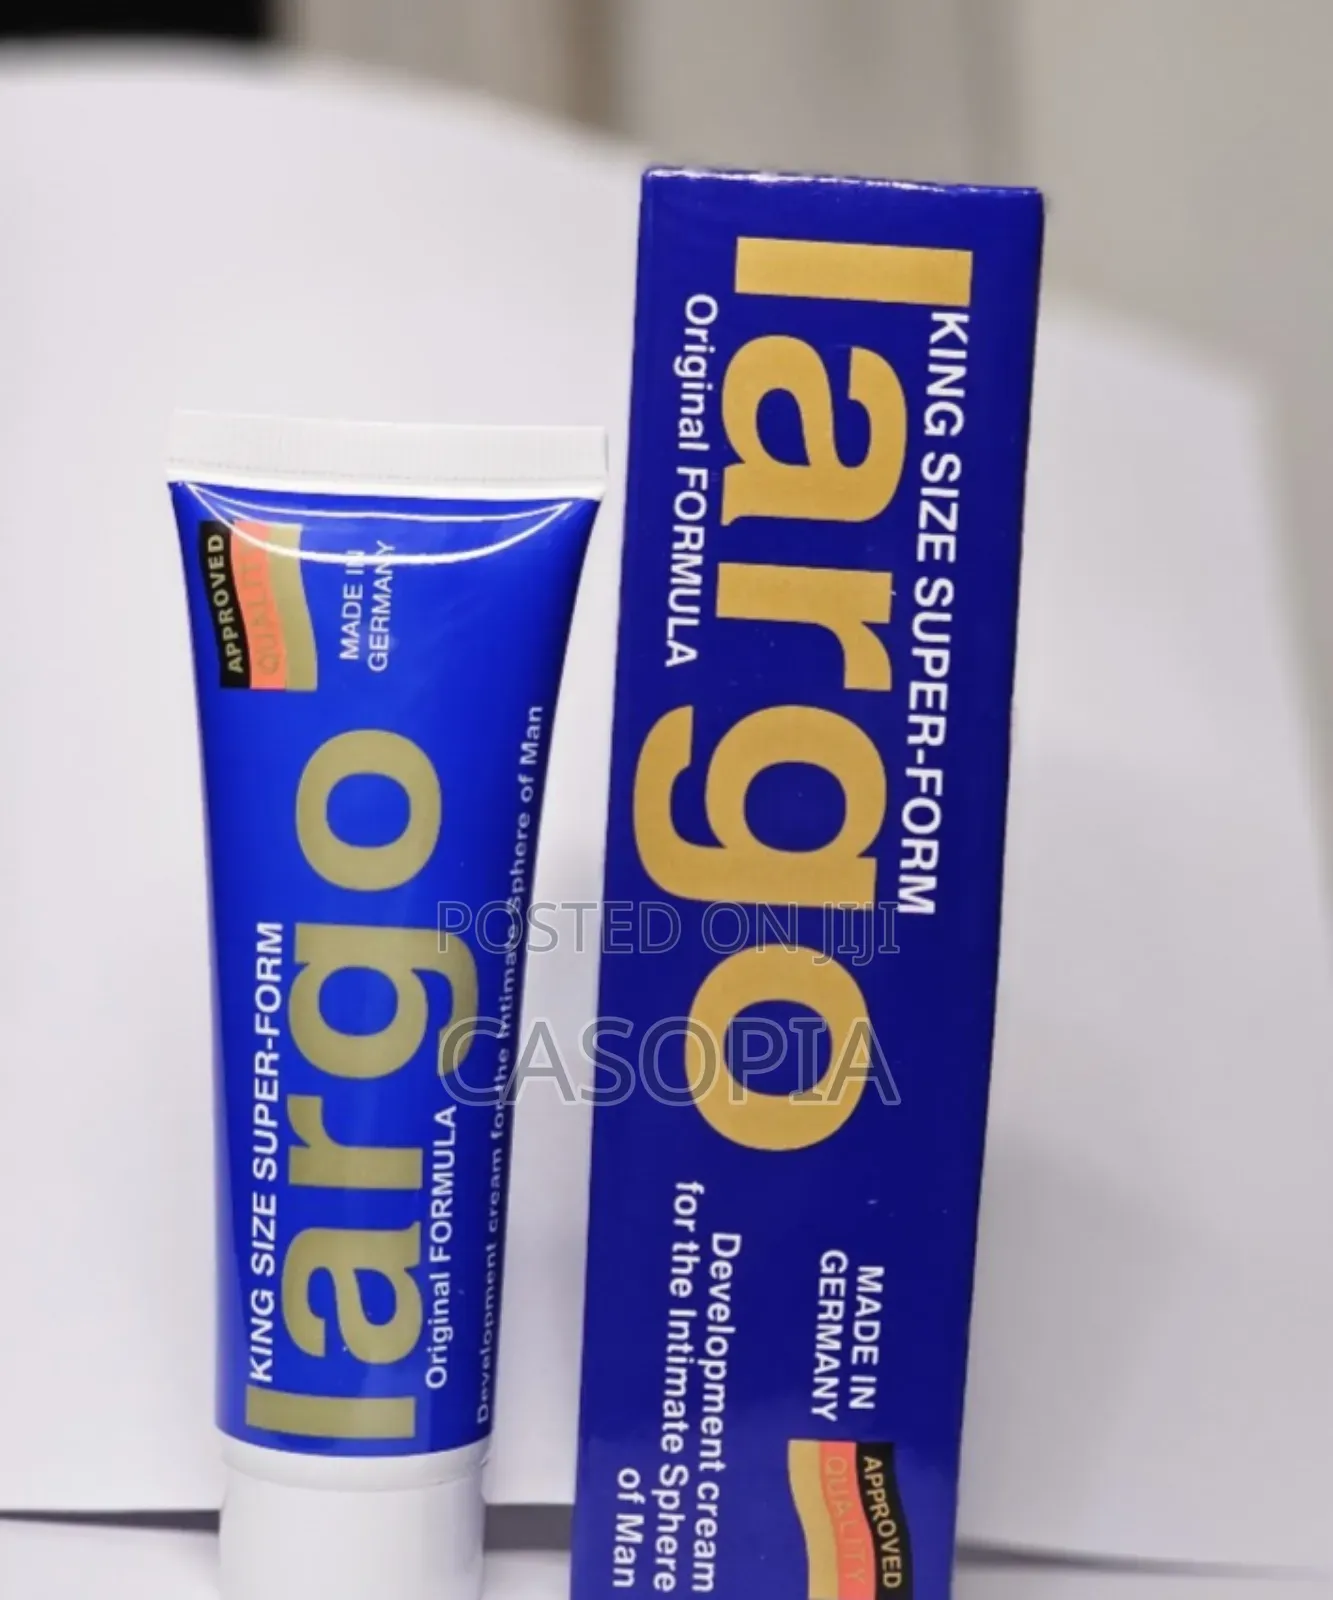 APPROVED
QUALITY
MADE IN
GERMANY
KING SIZE SUPER-FORM
largo
Original FORMULA
Development cream for the Intimate Sphere of Man
KING SIZE SUPER-FORM
largo
Original FORMULA
Development cream
for the Intimate Sphere
of Man
MADE IN
GERMANY
APPROVED
QUALITY
POSTED ON JIJI
CASOPIA